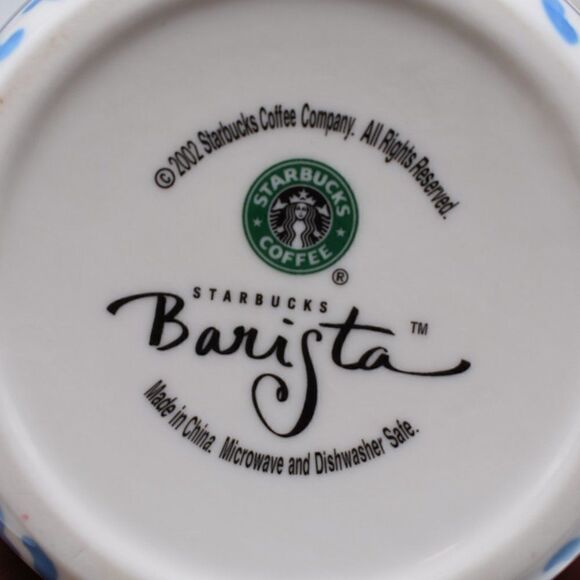 © 2002 Starbucks Coffee Company. All Rights Reserved.
STARBUCKS
COFFEE
®
STARBUCKS
Barista™
Made in China. Microwave and Dishwasher Safe.